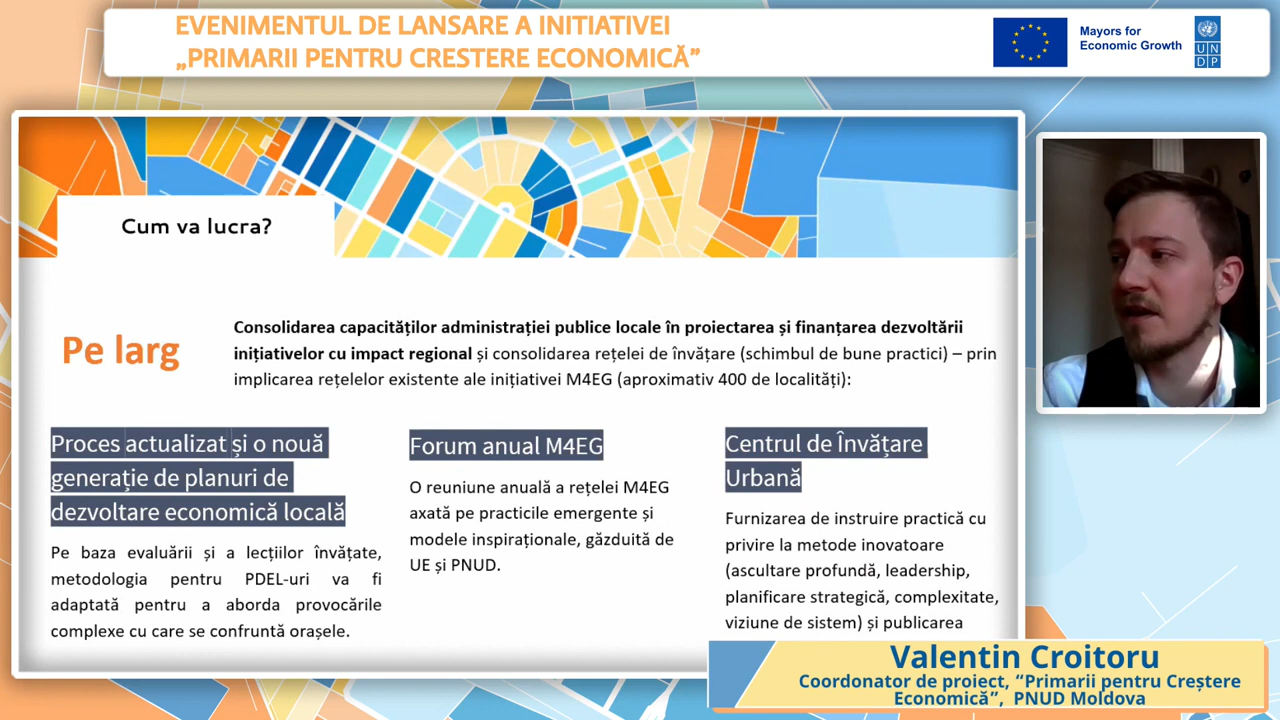 EVENIMENTUL DE LANSARE A INITIATIVEI
„PRIMARII PENTRU CRESTERE ECONOMICĂ”
Mayors for
Economic Growth
U N
D P
Cum va lucra?
Pe larg
Consolidarea capacităților administrației publice locale în proiectarea și finanțarea dezvoltării
inițiativelor cu impact regional și consolidarea rețelei de învățare (schimbul de bune practici) – prin
implicarea rețelelor existente ale inițiativei M4EG (aproximativ 400 de localități):
Proces actualizat și o nouă
generație de planuri de
dezvoltare economică locală
Pe baza evaluării și a lecțiilor învățate,
metodologia pentru PDEL-uri va fi
adaptată pentru a aborda provocările
complexe cu care se confruntă orașele.
Forum anual M4EG
O reuniune anuală a rețelei M4EG
axată pe practicile emergente și
modele inspiraționale, găzduită de
UE și PNUD.
Centrul de Învățare
Urbană
Furnizarea de instruire practică cu
privire la metode inovatoare
(ascultare profundă, leadership,
planificare strategică, complexitate,
viziune de sistem) și publicarea
Valentin Croitoru
Coordonator de proiect, “Primarii pentru Creștere
Economică”, PNUD Moldova